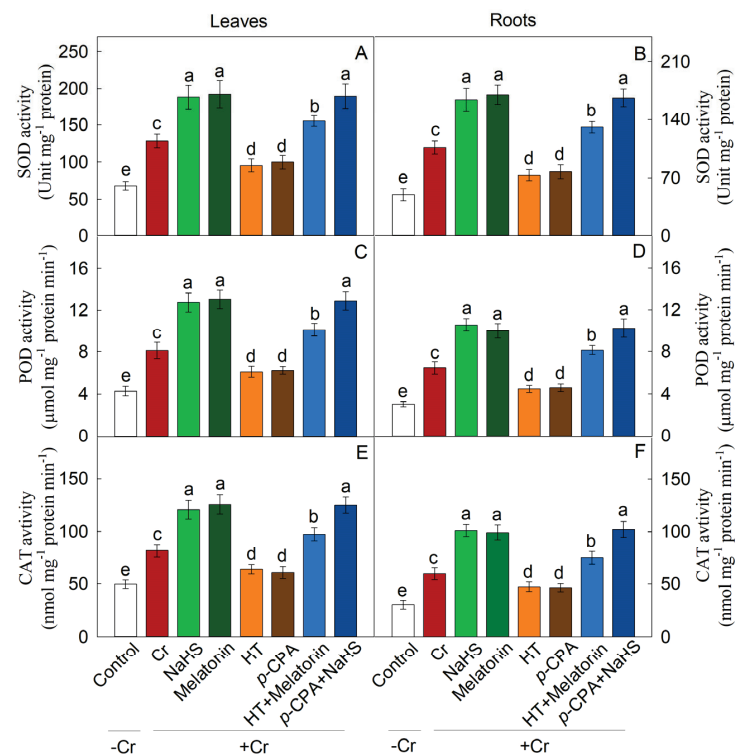 Leaves Roots
A
SOD activity
(Unit mg⁻¹ protein)
250
200
150
100
50
0
e c a a d d b a
B
210
140
70
0
SOD activity
(Unit mg⁻¹ protein)
e c a a d d b a
C
POD activity
(μmol mg⁻¹ protein min⁻¹)
16
12
8
4
0
e c a a d d b a
D
16
12
8
4
0
POD activity
(μmol mg⁻¹ protein min⁻¹)
e c a a d d b a
E
CAT avtivity
(nmol mg⁻¹ protein min⁻¹)
150
100
50
0
e c a a d d b a
F
150
100
50
0
CAT activity
(nmol mg⁻¹ protein min⁻¹)
e c a a d d b a
Control
Cr
NaHS
Melatonin
HT
p-CPA
HT+Melatonin
p-CPA+NaHS
Control
Cr
NaHS
Melatonin
HT
p-CPA
HT+Melatonin
p-CPA+NaHS
-Cr +Cr -Cr +Cr